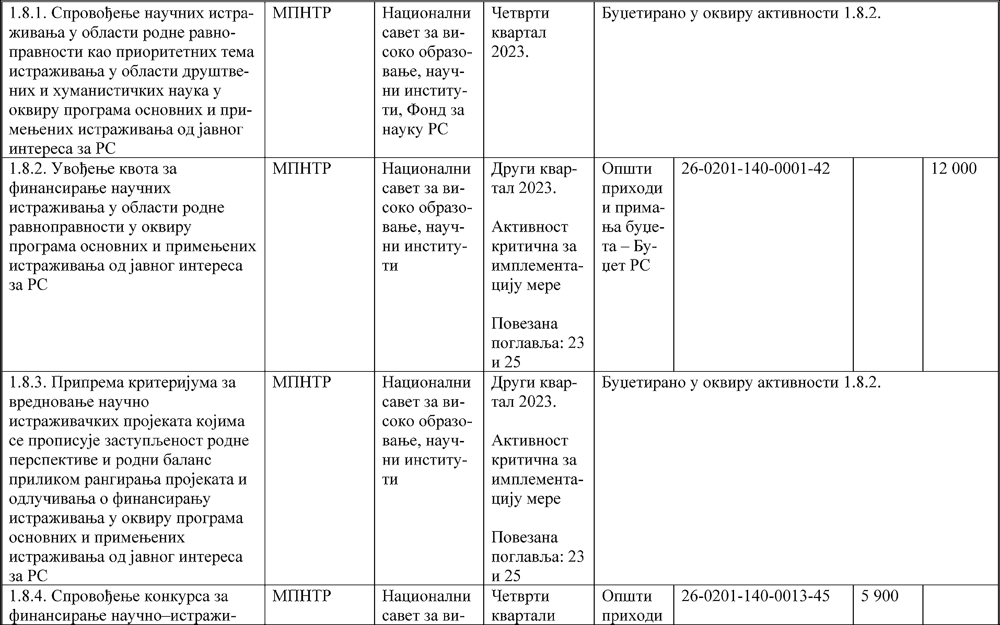 1.8.1. Спровођење научних истра-
живања у области родне равно-
правности као приоритетних тема
истраживања у области друштве-
них и хуманистичких наука у
оквиру програма основних и при-
мењених истраживања од јавног
интереса за РС
МПНТР
Национални
савет за ви-
соко образо-
вање, науч-
ни институ-
ти, Фонд за
науку РС
Четврти
квартал
2023.
Буџетирано у оквиру активности 1.8.2.
1.8.2. Увођење квота за
финансирање научних
истраживања у области родне
равноправности у оквиру
програма основних и примењених
истраживања од јавног интереса
за РС
МПНТР
Национални
савет за ви-
соко образо-
вање, науч-
ни институ-
ти
Други квар-
тал 2023.
Активност
критична за
имплемента-
цију мере
Повезана
поглавља: 23
и 25
Општи
приходи
и прима-
ња буџе-
та – Бу-
џет РС
26-0201-140-0001-42
12 000
1.8.3. Припрема критеријума за
вредновање научно
истраживачких пројеката којима
се прописује заступљеност родне
перспективе и родни баланс
приликом рангирања пројеката и
одлучивања о финансирању
истраживања у оквиру програма
основних и примењених
истраживања од јавног интереса
за РС
МПНТР
Национални
савет за ви-
соко образо-
вање, науч-
ни институ-
ти
Други квар-
тал 2023.
Активност
критична за
имплемента-
цију мере
Повезана
поглавља: 23
и 25
Буџетирано у оквиру активности 1.8.2.
1.8.4. Спровођење конкурса за
финансирање научно–истражи-
МПНТР
Национални
савет за ви-
Четврти
квартали
Општи
приходи
26-0201-140-0013-45
5 900